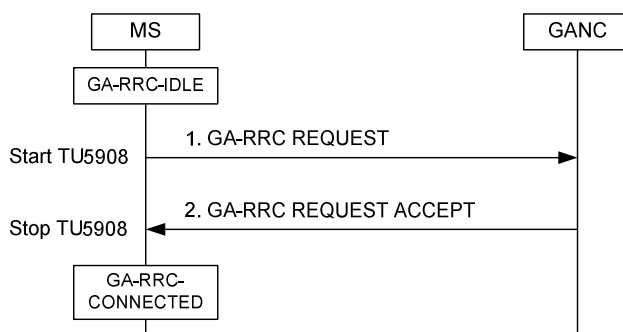 MS
GANC
GA-RRC-IDLE
Start TU5908
1. GA-RRC REQUEST
2. GA-RRC REQUEST ACCEPT
Stop TU5908
GA-RRC-
CONNECTED